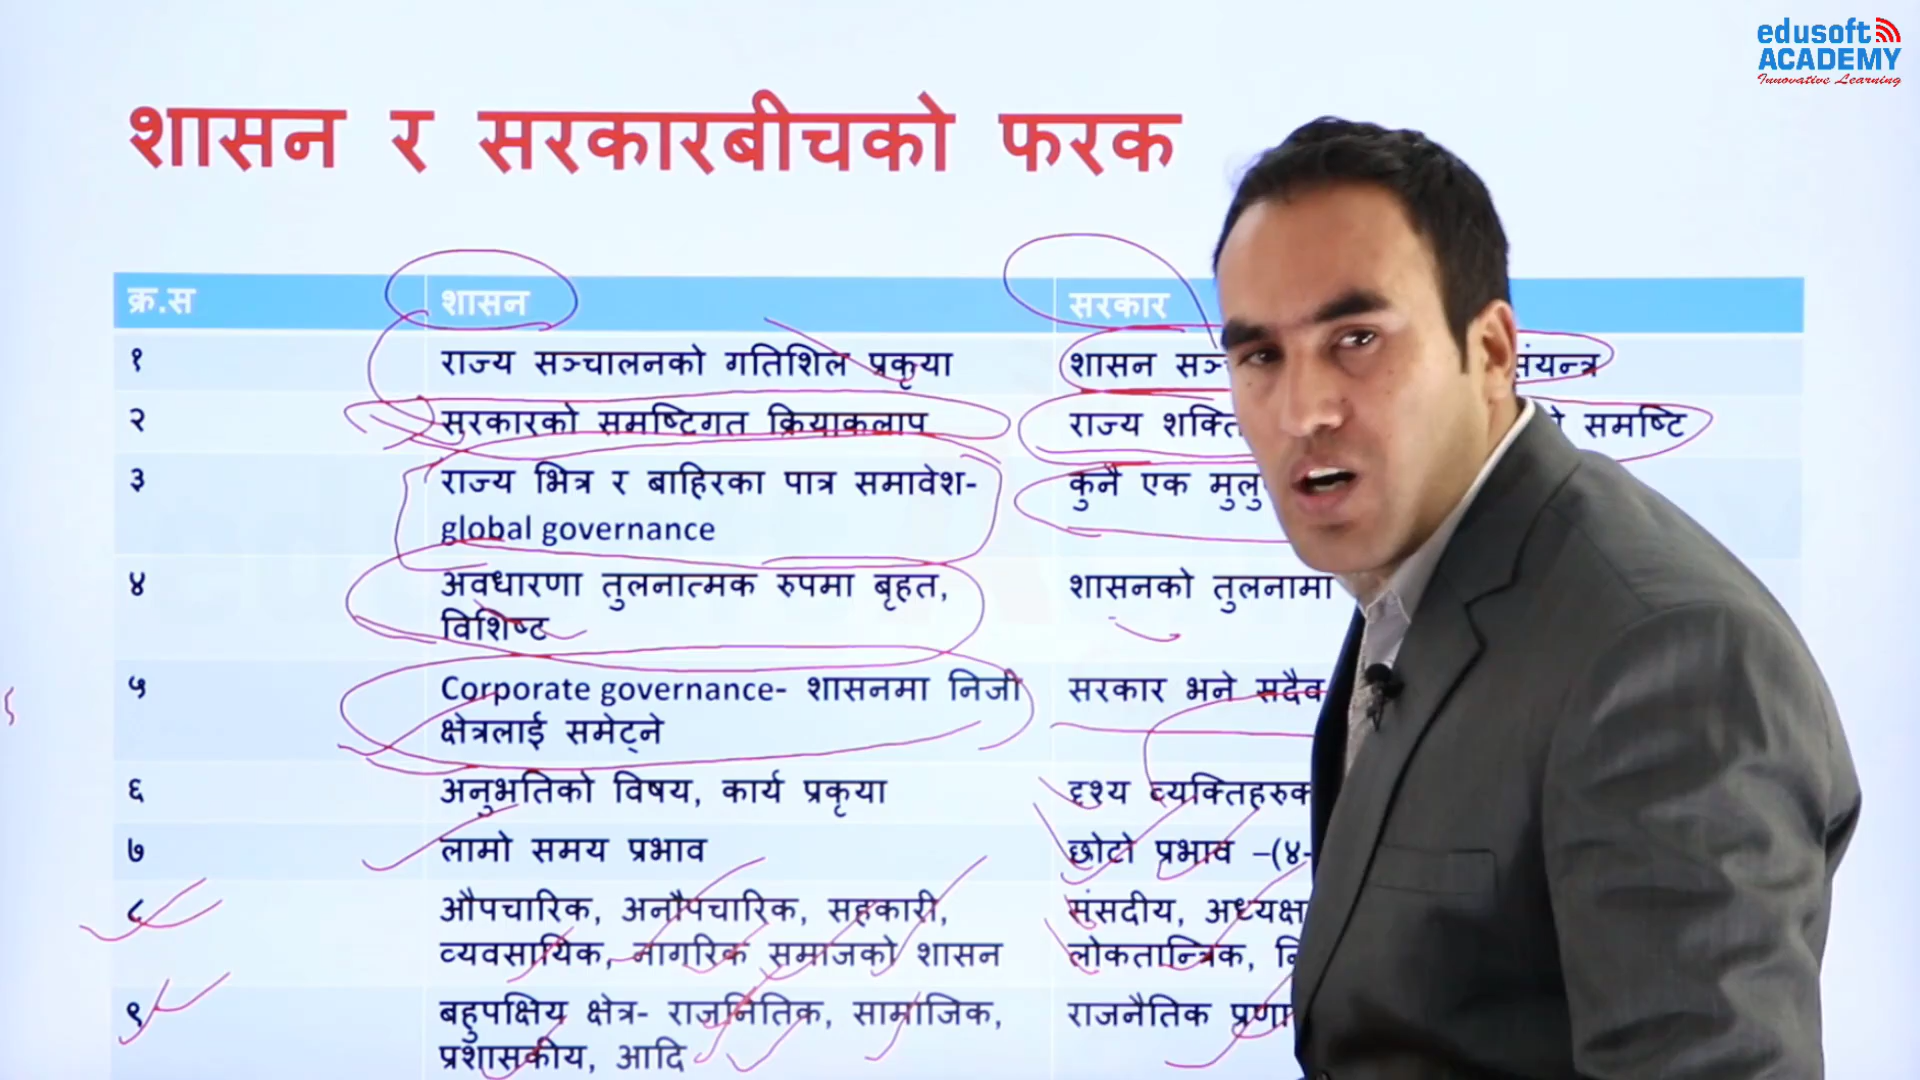 edusoft
ACADEMY
Innovative Learning
शासन र सरकारबीचको फरक
क्र.स शासन सरकार
१ राज्य सञ्चालनको गतिशिल प्रकृया शासन संयन्त्र
२ सरकारको समष्टिगत क्रियाकलाप राज्य समष्टि
३ राज्य भित्र र बाहिरका पात्र समावेश- कुनै एक
global governance
४ अवधारणा तुलनात्मक रुपमा बृहत, शासनको तुलनामा
विशिष्ट
५ Corporate governance- शासनमा निजी सरकार भने सदैव
क्षेत्रलाई समेट्ने
६ अनुभतिको विषय, कार्य प्रकृया दृश्य
७ लामो समय प्रभाव छोटो प्रभाव –(४-
८ औपचारिक, अनौपचारिक, सहकारी, संसदीय,
व्यवसायिक, नागरिक समाजको शासन लोकतान्त्रिक,
९ बहुपक्षिय क्षेत्र- राजनितिक, सामाजिक, राजनैतिक
प्रशासकीय, आदि